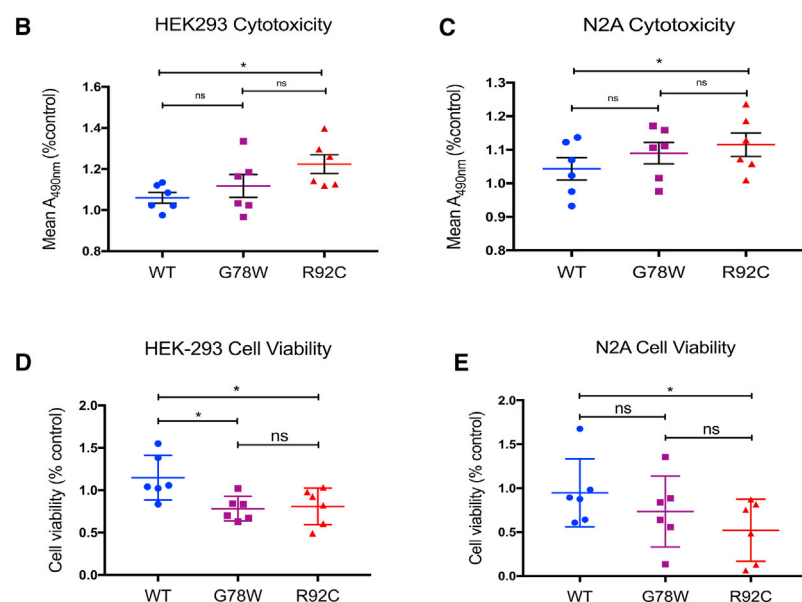 B
HEK293 Cytotoxicity
Mean A490nm (%control)
1.6
1.4
1.2
1.0
0.8
*
ns
ns
WT
G78W
R92C
C
N2A Cytotoxicity
Mean A490nm (%control)
1.3
1.2
1.1
1.0
0.9
0.8
*
ns
ns
WT
G78W
R92C
D
HEK-293 Cell Viability
Cell viability (% control)
2.0
1.5
1.0
0.5
0.0
*
*
ns
WT
G78W
R92C
E
N2A Cell Viability
Cell viability (% control)
2.0
1.5
1.0
0.5
0.0
*
ns
ns
WT
G78W
R92C